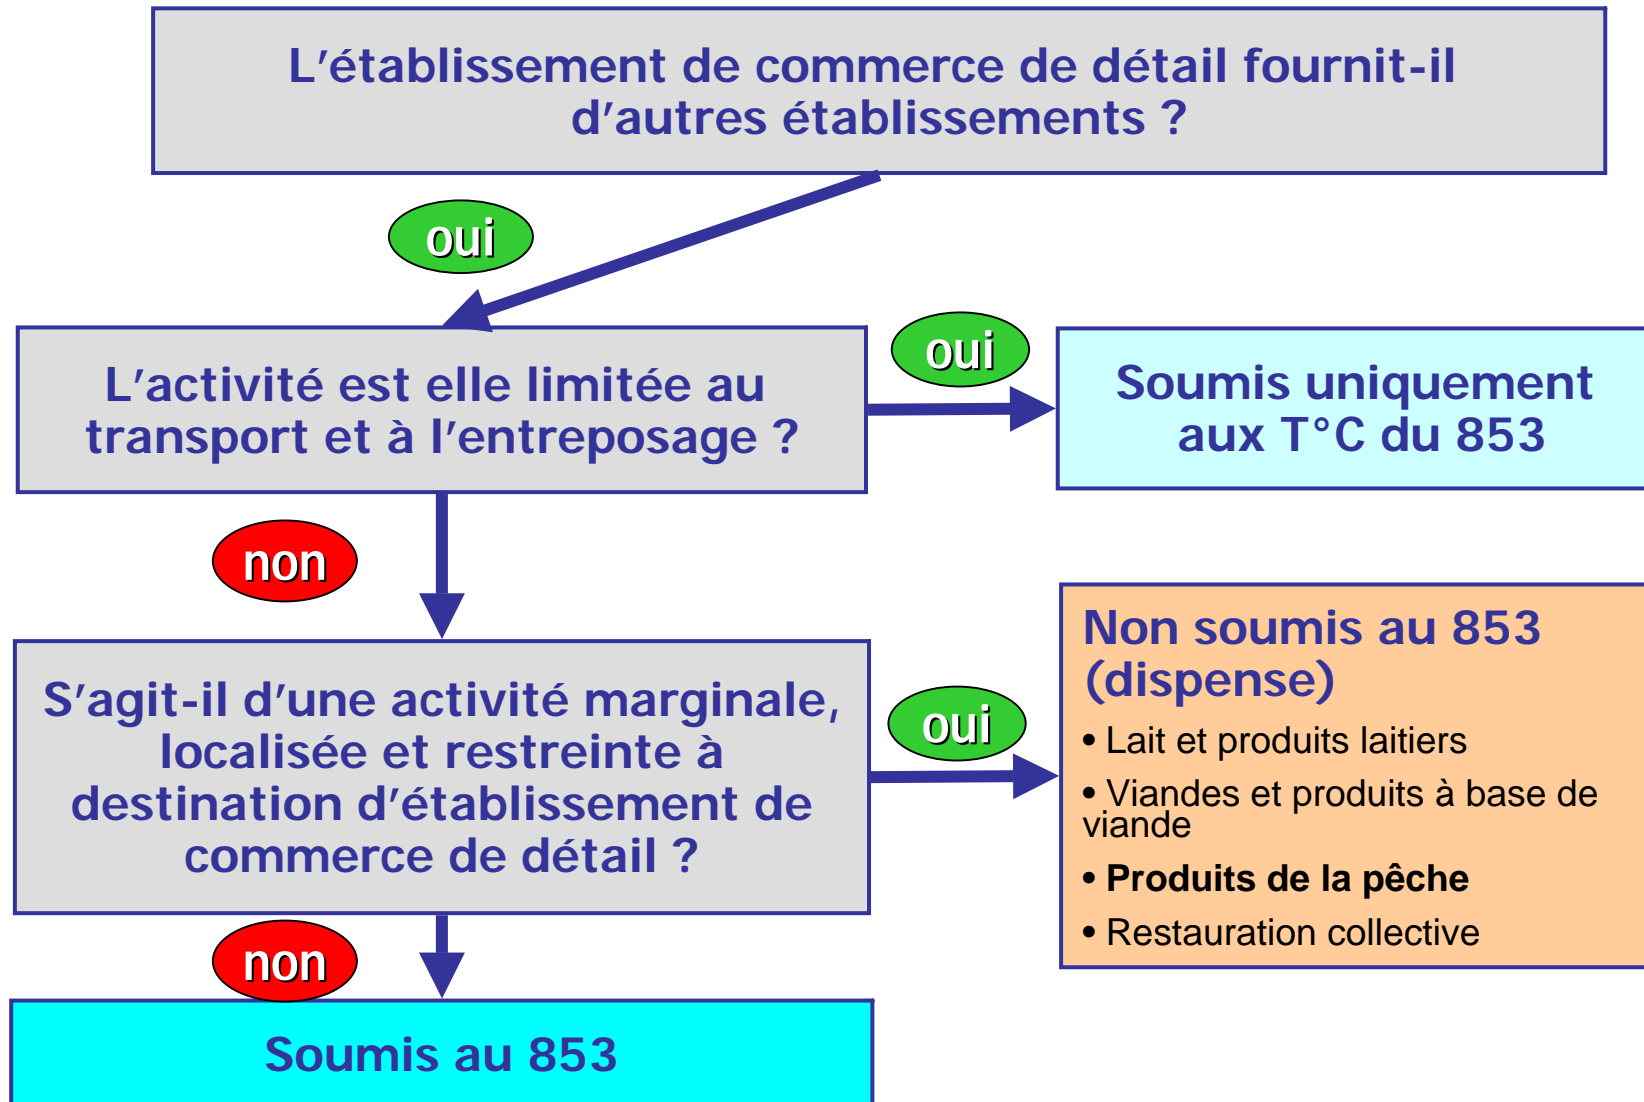 L'établissement de commerce de détail fournit-il
d'autres établissements ?
oui
L'activité est elle limitée au
transport et à l'entreposage ?
oui
Soumis uniquement
aux T°C du 853
non
S'agit-il d'une activité marginale,
localisée et restreinte à
destination d'établissement de
commerce de détail ?
oui
Non soumis au 853
(dispense)
• Lait et produits laitiers
• Viandes et produits à base de
viande
• Produits de la pêche
• Restauration collective
non
Soumis au 853